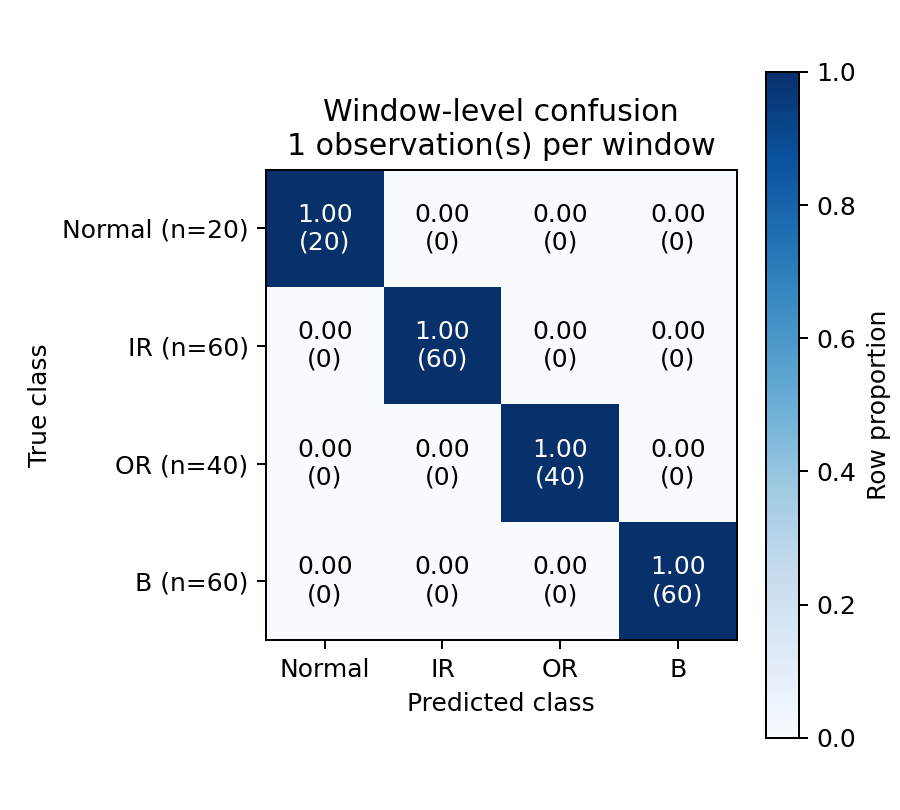 Window-level confusion
1 observation(s) per window
True class
Normal (n=20)
1.00 0.00 0.00 0.00
(20) (0) (0) (0)
IR (n=60)
0.00 1.00 0.00 0.00
(0) (60) (0) (0)
OR (n=40)
0.00 0.00 1.00 0.00
(0) (0) (40) (0)
B (n=60)
0.00 0.00 0.00 1.00
(0) (0) (0) (60)
Normal IR OR B
Predicted class
1.0
0.8
0.6
0.4
0.2
0.0
Row proportion